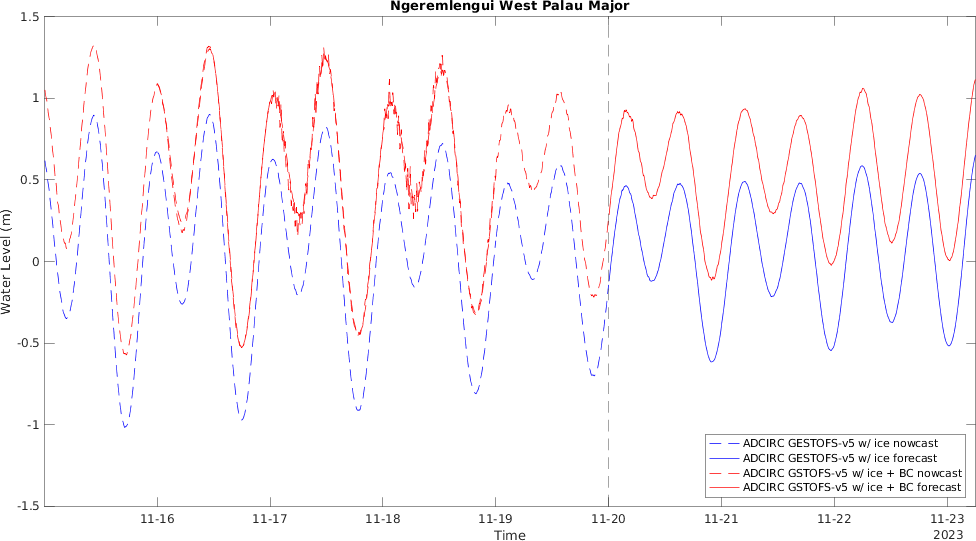 Ngeremlengui West Palau Major
1.5
1
0.5
0
-0.5
-1
-1.5
Water Level (m)
11-16
11-17
11-18
11-19
11-20
11-21
11-22
11-23
Time
2023
ADCIRC GESTOFS-v5 w/ ice nowcast
ADCIRC GESTOFS-v5 w/ ice forecast
ADCIRC GSTOFS-v5 w/ ice + BC nowcast
ADCIRC GSTOFS-v5 w/ ice + BC forecast